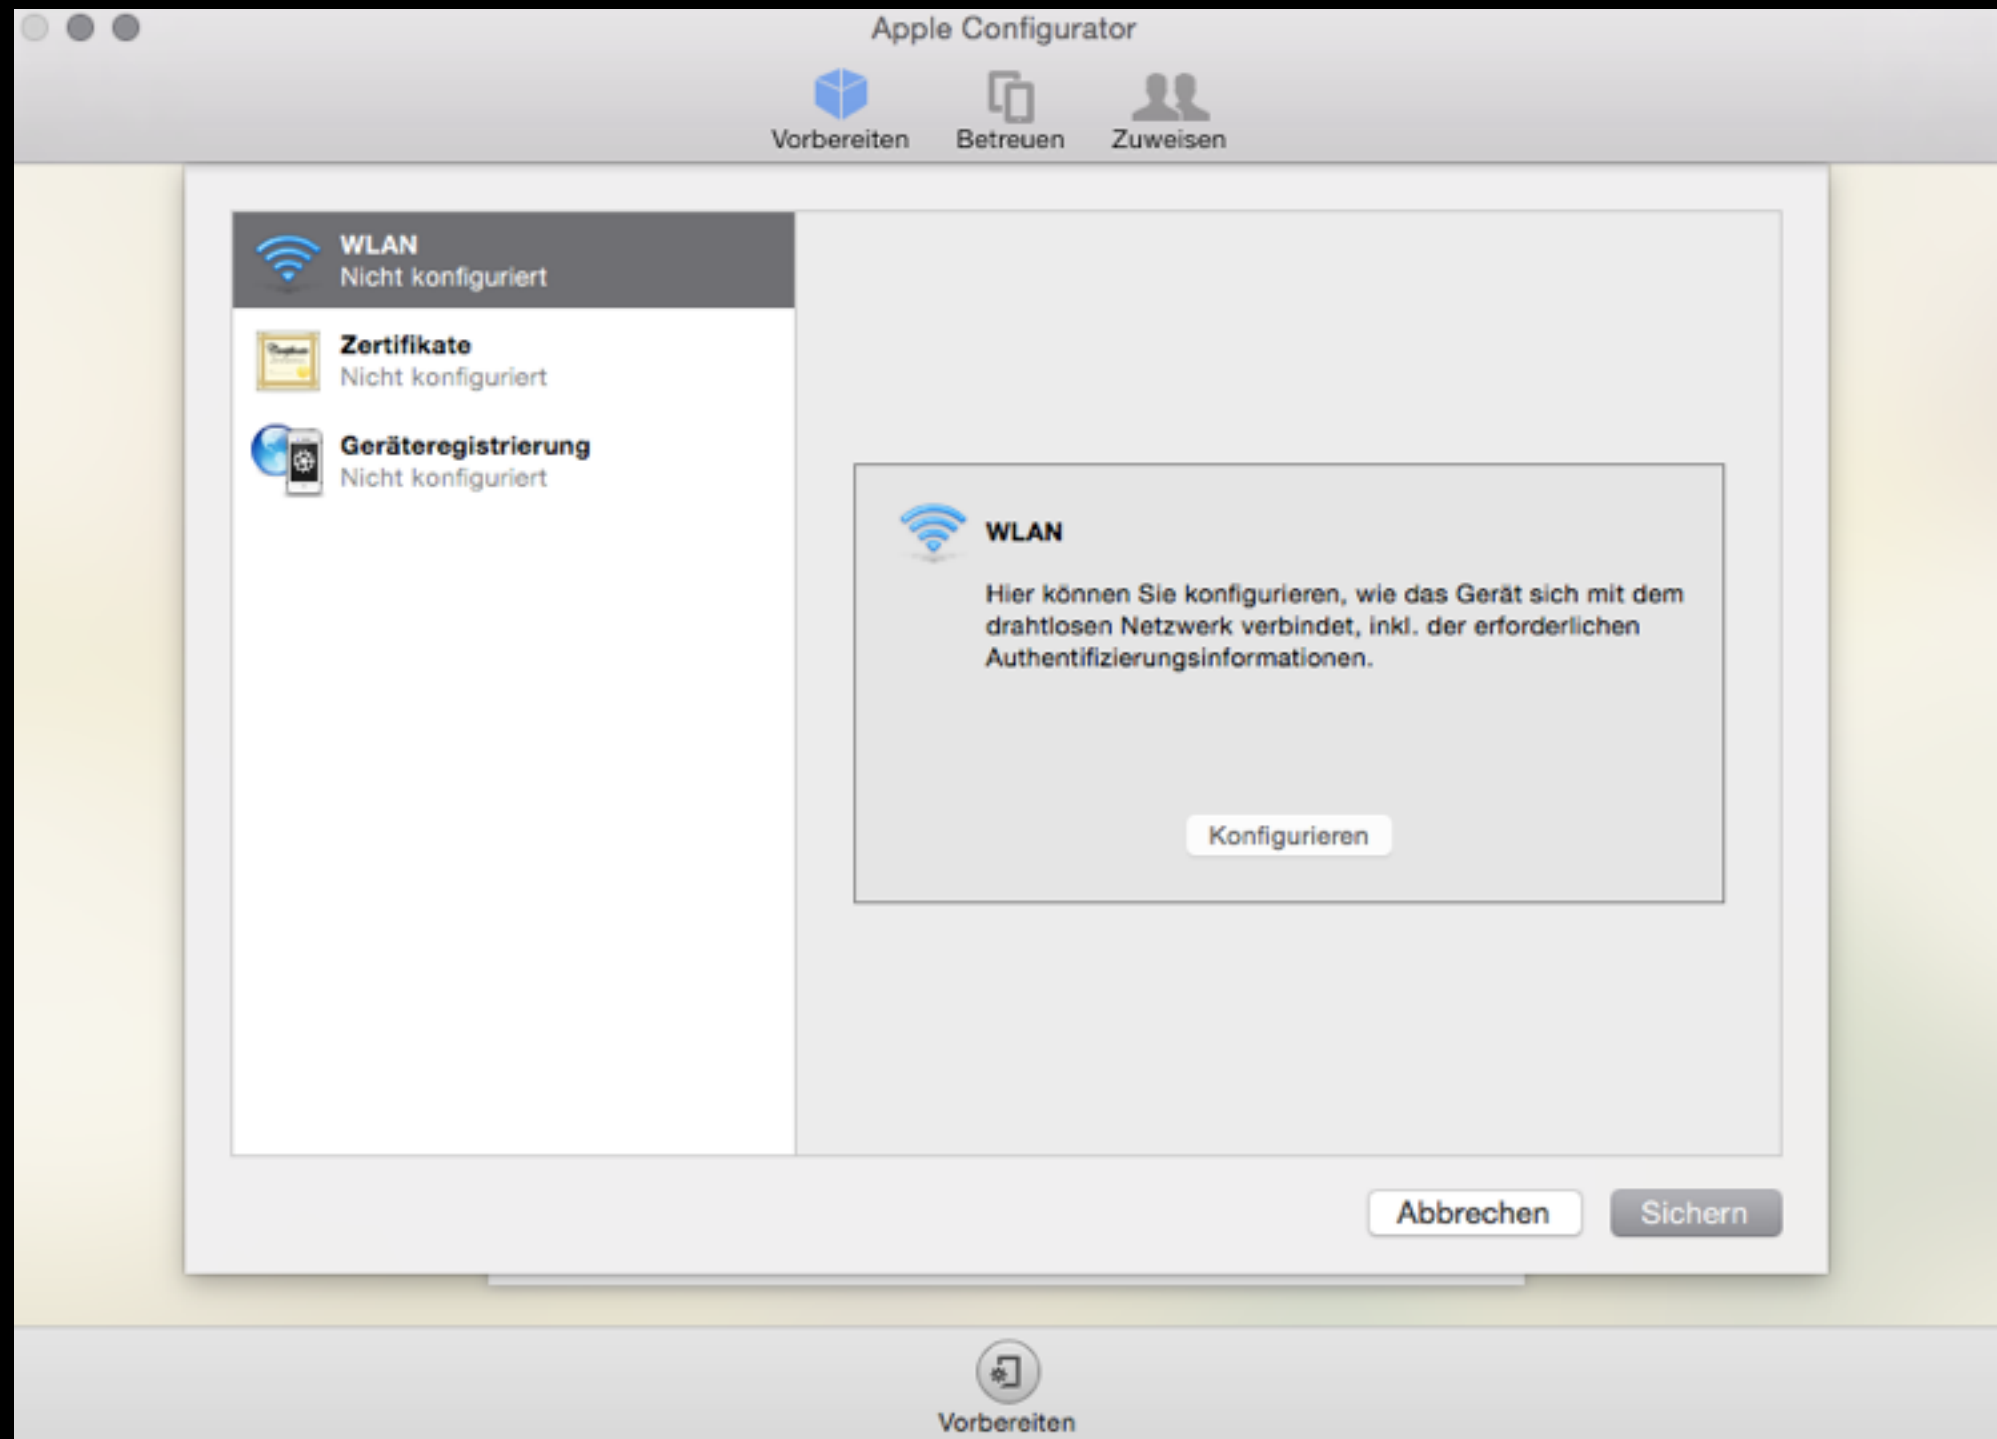 Apple Configurator
Vorbereiten
Betreuen
Zuweisen
WLAN
Nicht konfiguriert
Zertifikate
Nicht konfiguriert
Geräteregistrierung
Nicht konfiguriert
WLAN
Hier können Sie konfigurieren, wie das Gerät sich mit dem
drahtlosen Netzwerk verbindet, inkl. der erforderlichen
Authentifizierungsinformationen.
Konfigurieren
Abbrechen
Sichern
Vorbereiten